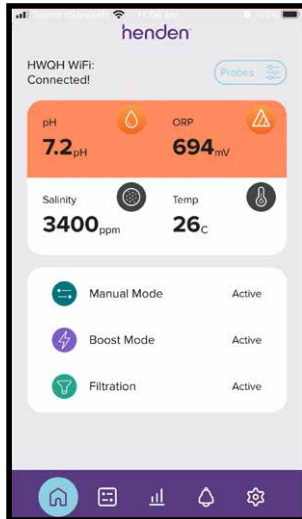 henden
HWQH WiFi:
Connected!
Probes
pH
7.2pH
ORP
694mV
Salinity
3400ppm
Temp
26C
Manual Mode Active
Boost Mode Active
Filtration Active